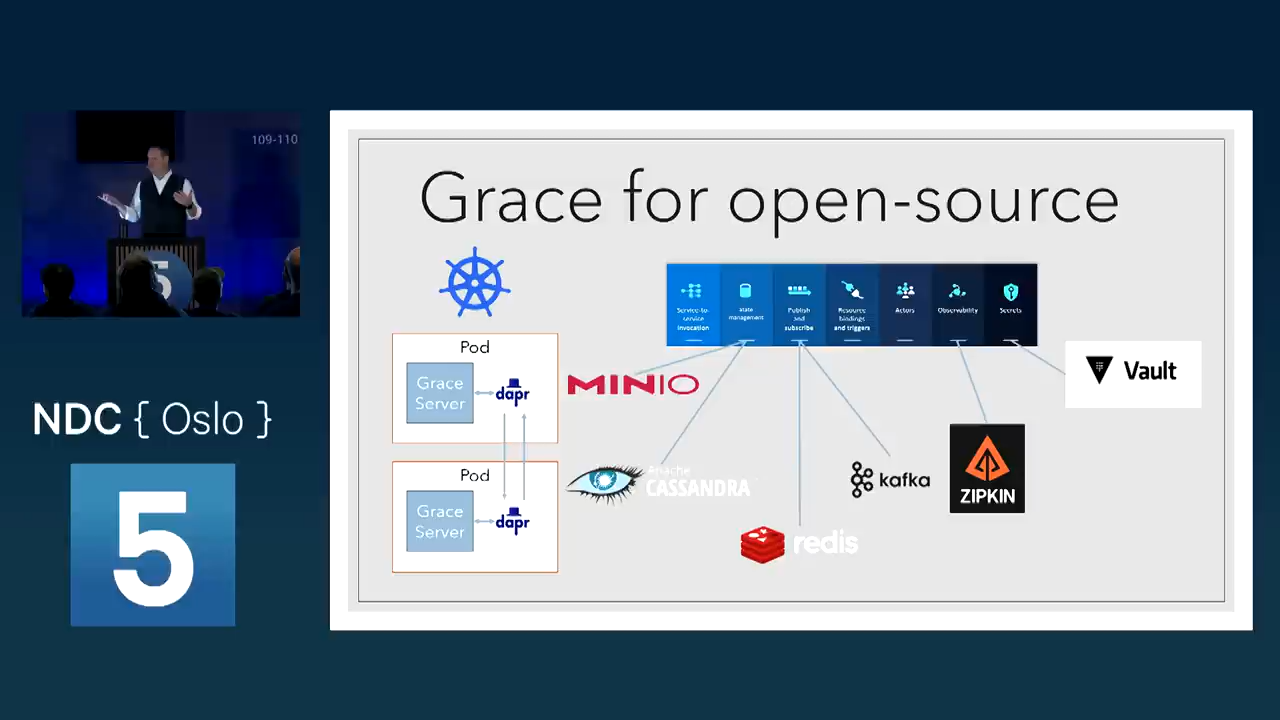 109-110
5
NDC { Oslo }
5
Grace for open-source
Pod
Grace
Server
dapr
Pod
Grace
Server
dapr
Service-to-
service
invocation
State
management
Publish
and
subscribe
Resource
bindings
and triggers
Actors
Observability
Secrets
MINIO
Apache
CASSANDRA
redis
kafka
ZIPKIN
Vault